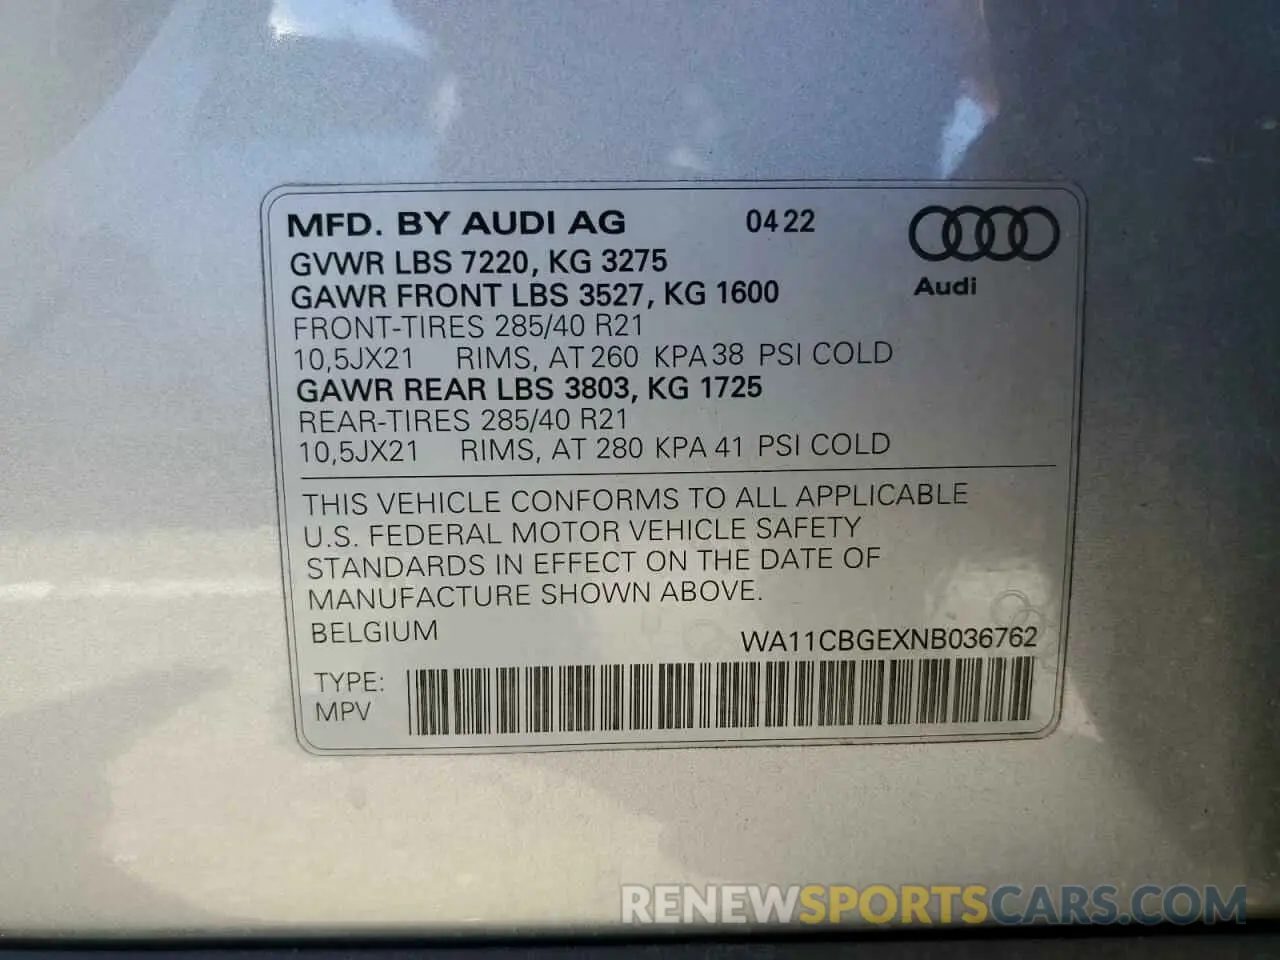 MFD. BY AUDI AG 04 22
GVWR LBS 7220, KG 3275
GAWR FRONT LBS 3527, KG 1600
Audi
FRONT-TIRES 285/40 R21
10,5JX21 RIMS, AT 260 KPA 38 PSI COLD
GAWR REAR LBS 3803, KG 1725
REAR-TIRES 285/40 R21
10,5JX21 RIMS, AT 280 KPA 41 PSI COLD
THIS VEHICLE CONFORMS TO ALL APPLICABLE
U.S. FEDERAL MOTOR VEHICLE SAFETY
STANDARDS IN EFFECT ON THE DATE OF
MANUFACTURE SHOWN ABOVE.
BELGIUM WA11CBGEXNB036762
TYPE:
MPV
RENEWSPORTSCARS.COM